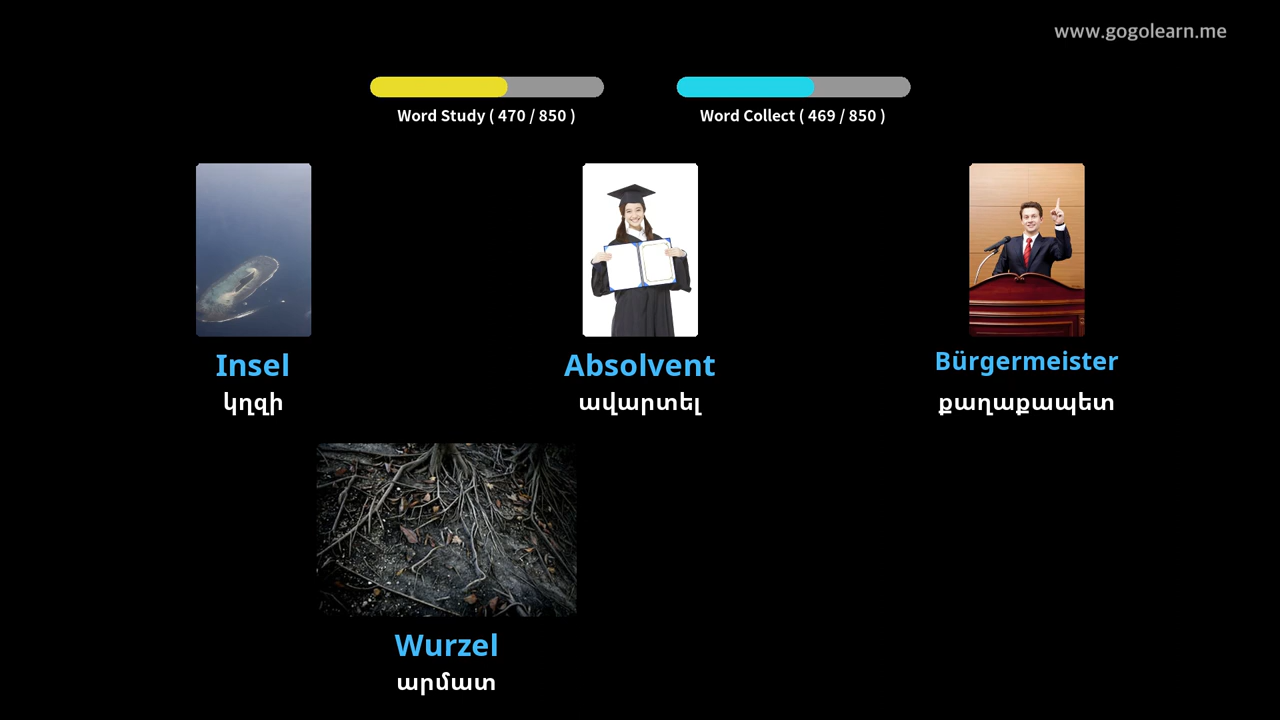 www.gogolearn.me
Word Study ( 470 / 850 )
Word Collect ( 469 / 850 )
Insel
կղզի
Absolvent
ավարտել
Bürgermeister
քաղաքապետ
Wurzel
արմատ